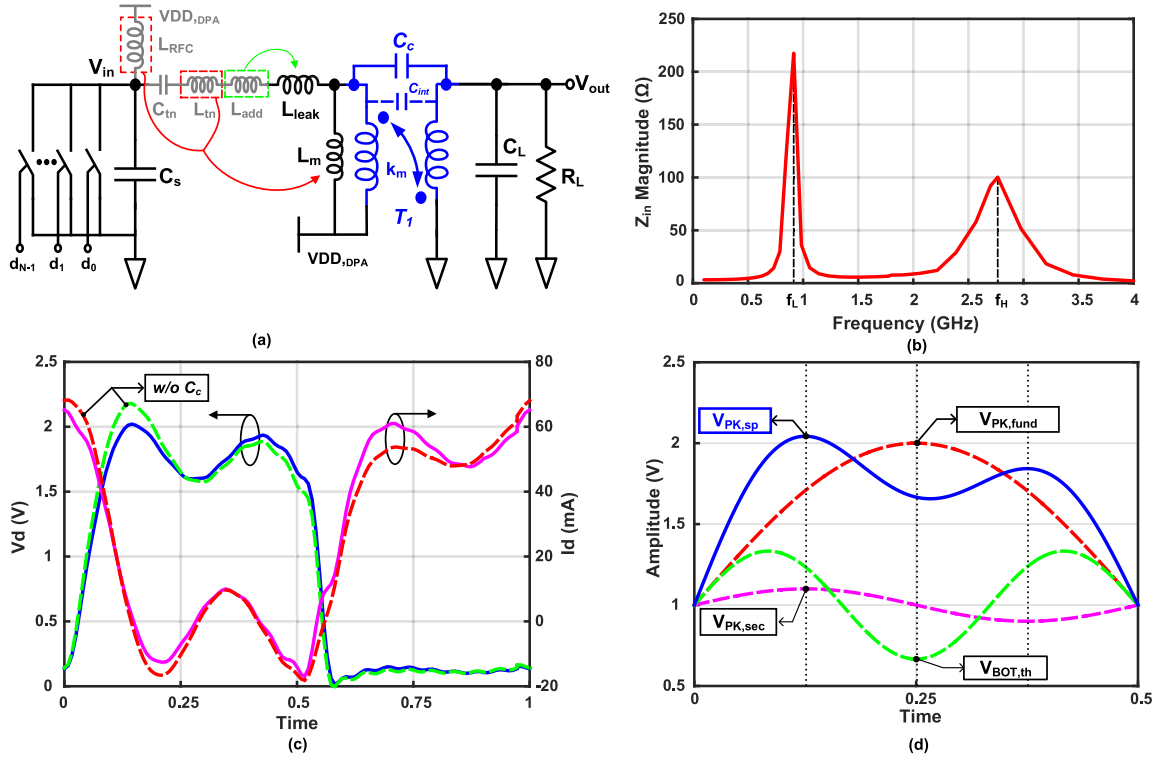 VDD,DPA
LRFC
Vin
Ctn
Ltn
Ladd
Lleak
Cc
Cint
Vout
Lm
km
T1
CL
RL
Cs
dN-1
d1
d0
VDD,DPA
(a)
250
200
150
100
50
0
Zin Magnitude (Ω)
0
0.5
fL
1
1.5
2
2.5
fH
3
3.5
4
Frequency (GHz)
(b)
2.5
2
1.5
1
0.5
0
Vd (V)
w/o Cc
80
60
40
20
0
-20
Id (mA)
0
0.25
0.5
0.75
1
Time
(c)
2.5
2
1.5
1
0.5
Amplitude (V)
VPK,sp
VPK,fund
VPK,sec
VBOT,th
0
0.25
0.5
Time
(d)